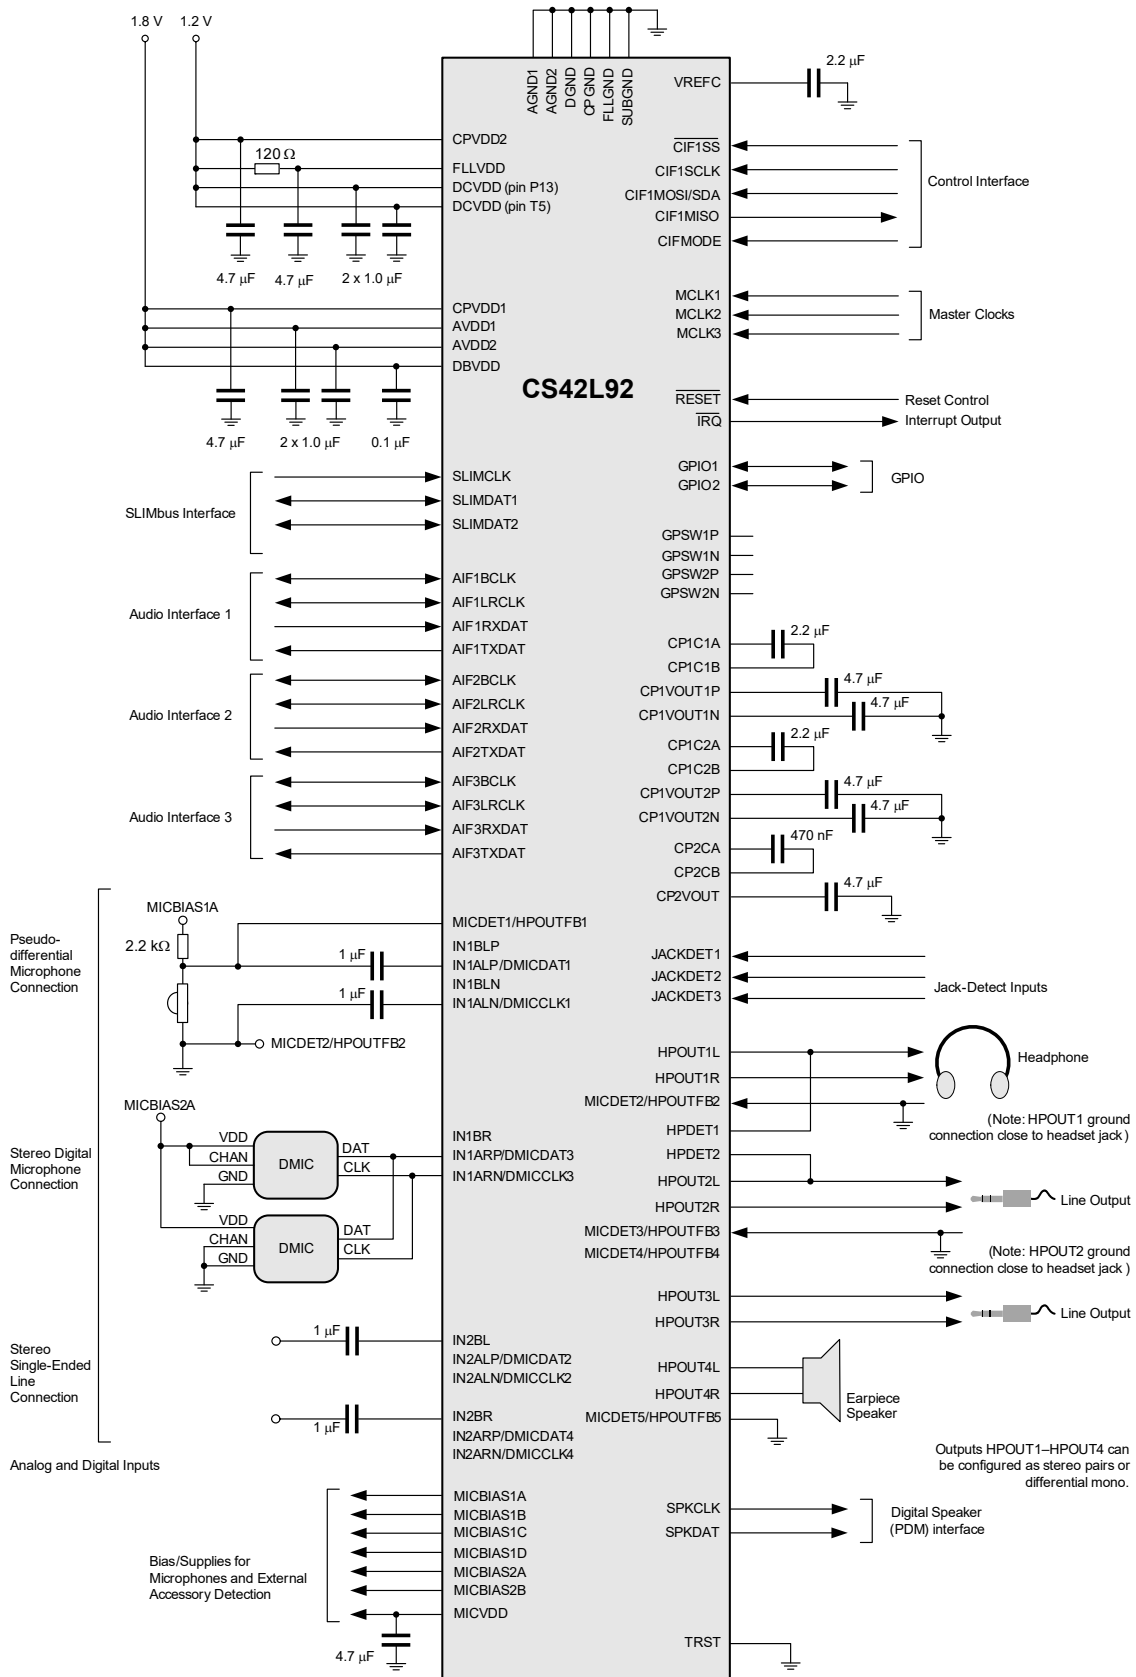 1.8 V
1.2 V
AGND1
AGND2
DGND
CPGND
FLLGND
SUBGND
CPVDD2
120 Ω
FLLVDD
DCVDD (pin P13)
DCVDD (pin T5)
4.7 µF
4.7 µF
2 x 1.0 µF
CPVDD1
AVDD1
AVDD2
DBVDD
4.7 µF
2 x 1.0 µF
0.1 µF
CS42L92
SLIMbus Interface
SLIMCLK
SLIMDAT1
SLIMDAT2
Audio Interface 1
AIF1BCLK
AIF1LRCLK
AIF1RXDAT
AIF1TXDAT
Audio Interface 2
AIF2BCLK
AIF2LRCLK
AIF2RXDAT
AIF2TXDAT
Audio Interface 3
AIF3BCLK
AIF3LRCLK
AIF3RXDAT
AIF3TXDAT
Pseudo-
differential
Microphone
Connection
MICBIAS1A
2.2 kΩ
1 µF
1 µF
MICDET2/HPOUTFB2
MICDET1/HPOUTFB1
IN1BLP
IN1ALP/DMICDAT1
IN1BLN
IN1ALN/DMICCLK1
Stereo Digital
Microphone
Connection
MICBIAS2A
VDD
CHAN
GND
DMIC
DAT
CLK
VDD
CHAN
GND
DMIC
DAT
CLK
IN1BR
IN1ARP/DMICDAT3
IN1ARN/DMICCLK3
Stereo
Single-Ended
Line
Connection
1 µF
1 µF
IN2BL
IN2ALP/DMICDAT2
IN2ALN/DMICCLK2
IN2BR
IN2ARP/DMICDAT4
IN2ARN/DMICCLK4
Analog and Digital Inputs
Bias/Supplies for
Microphones and External
Accessory Detection
MICBIAS1A
MICBIAS1B
MICBIAS1C
MICBIAS1D
MICBIAS2A
MICBIAS2B
MICVDD
4.7 µF
VREFC
2.2 µF
CIF1SS
CIF1SCLK
CIF1MOSI/SDA
CIF1MISO
CIFMODE
Control Interface
MCLK1
MCLK2
MCLK3
Master Clocks
RESET
Reset Control
IRQ
Interrupt Output
GPIO1
GPIO2
GPIO
GPSW1P
GPSW1N
GPSW2P
GPSW2N
CP1C1A
2.2 µF
CP1C1B
CP1VOUT1P
4.7 µF
CP1VOUT1N
4.7 µF
CP1C2A
2.2 µF
CP1C2B
CP1VOUT2P
4.7 µF
CP1VOUT2N
4.7 µF
CP2CA
470 nF
CP2CB
CP2VOUT
4.7 µF
JACKDET1
JACKDET2
JACKDET3
Jack-Detect Inputs
HPOUT1L
HPOUT1R
Headphone
MICDET2/HPOUTFB2
(Note: HPOUT1 ground
connection close to headset jack )
HPDET1
HPDET2
HPOUT2L
HPOUT2R
Line Output
MICDET3/HPOUTFB3
MICDET4/HPOUTFB4
(Note: HPOUT2 ground
connection close to headset jack )
HPOUT3L
HPOUT3R
Line Output
HPOUT4L
HPOUT4R
Earpiece
Speaker
MICDET5/HPOUTFB5
Outputs HPOUT1–HPOUT4 can
be configured as stereo pairs or
differential mono.
SPKCLK
SPKDAT
Digital Speaker
(PDM) interface
TRST